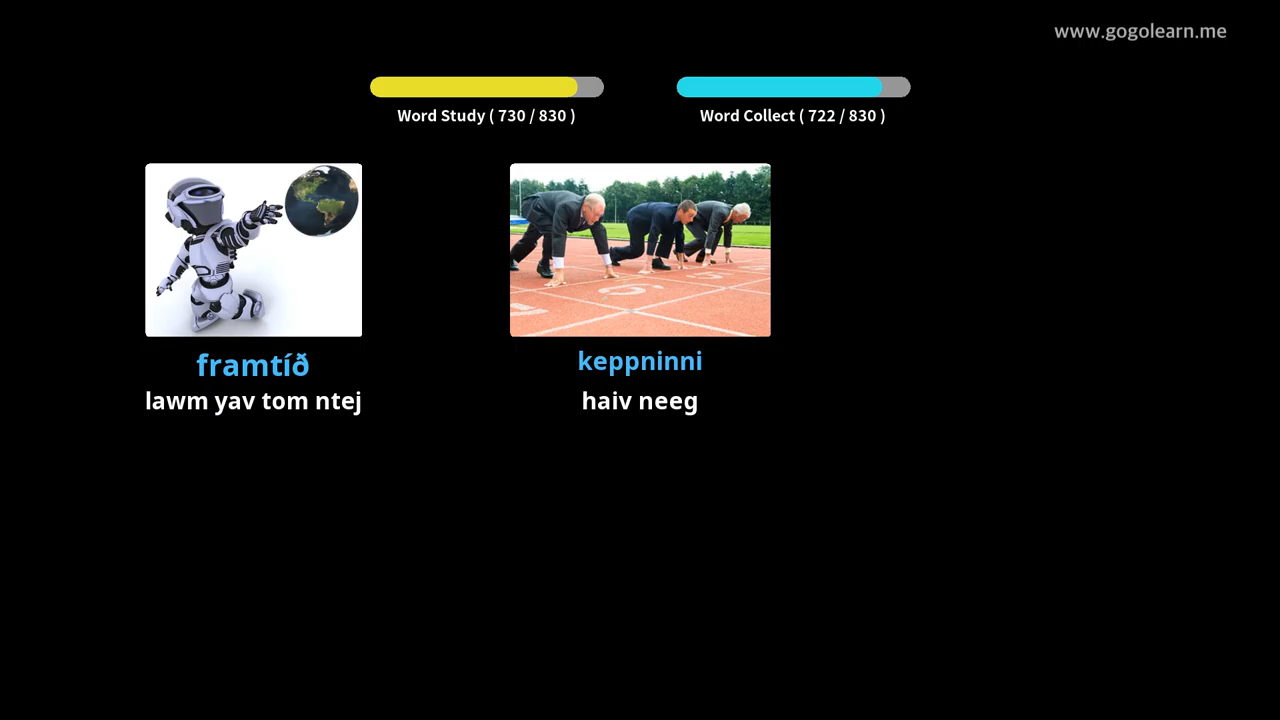 www.gogolearn.me
Word Study ( 730 / 830 )
Word Collect ( 722 / 830 )
framtíð
lawm yav tom ntej
keppninni
haiv neeg